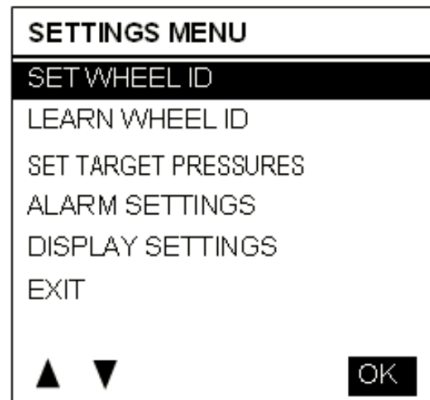 SETTINGS MENU
SET WHEEL ID
LEARN WHEEL ID
SET TARGET PRESSURES
ALARM SETTINGS
DISPLAY SETTINGS
EXIT
▲ ▼ OK